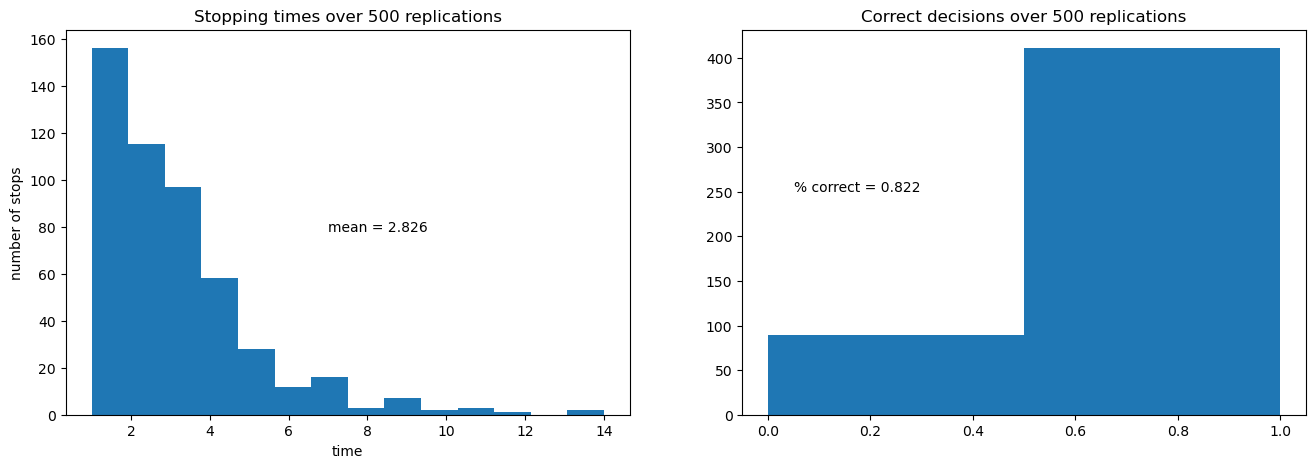 Stopping times over 500 replications
160
140
120
100
80
60
40
20
0
number of stops
mean = 2.826
2 4 6 8 10 12 14
time
Correct decisions over 500 replications
400
350
300
250
200
150
100
50
0
% correct = 0.822
0.0 0.2 0.4 0.6 0.8 1.0